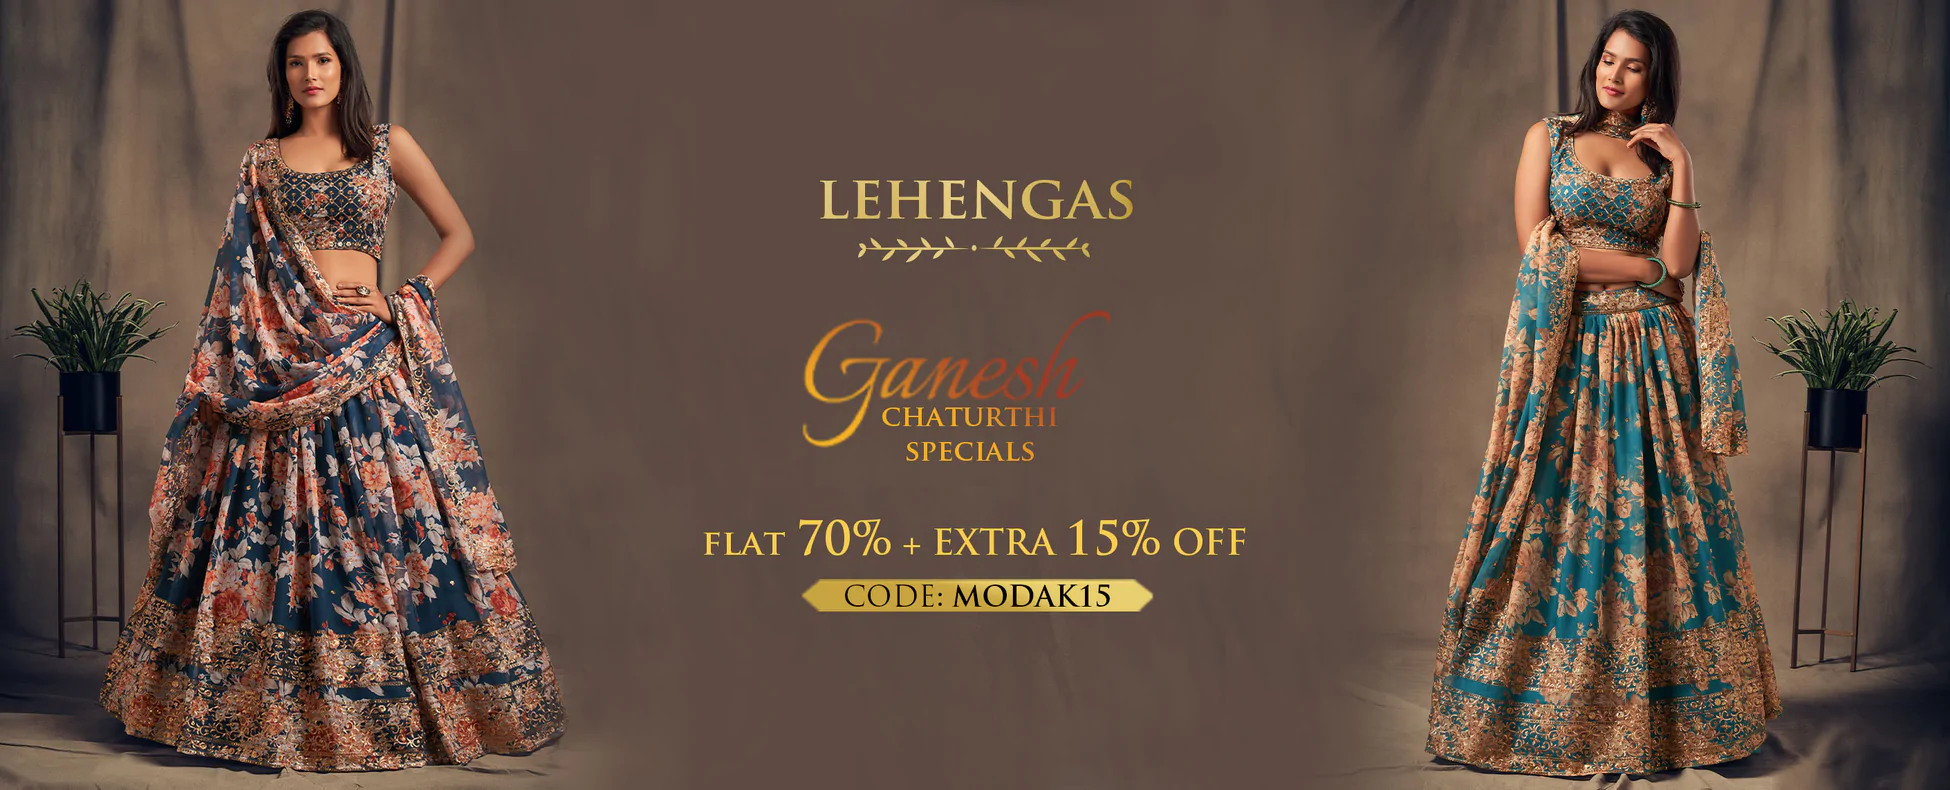 LEHENGAS
Ganesh
CHATURTHI
SPECIALS
FLAT 70% + EXTRA 15% OFF
CODE: MODAK15